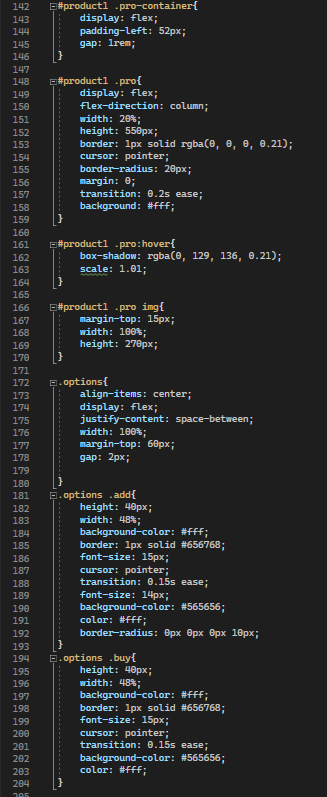 142 #product1 .pro-container{
143 display: flex;
144 padding-left: 52px;
145 gap: 1rem;
146 }
147
148 #product1 .pro{
149 display: flex;
150 flex-direction: column;
151 width: 20%;
152 height: 550px;
153 border: 1px solid rgba(0, 0, 0, 0.21);
154 cursor: pointer;
155 border-radius: 20px;
156 margin: 0;
157 transition: 0.2s ease;
158 background: #fff;
159 }
160
161 #product1 .pro:hover{
162 box-shadow: rgba(0, 129, 136, 0.21);
163 scale: 1.01;
164 }
165
166 #product1 .pro img{
167 margin-top: 15px;
168 width: 100%;
169 height: 270px;
170 }
171
172 .options{
173 align-items: center;
174 display: flex;
175 justify-content: space-between;
176 width: 100%;
177 margin-top: 60px;
178 gap: 2px;
179
180 }
181 .options .add{
182 height: 40px;
183 width: 48%;
184 background-color: #fff;
185 border: 1px solid #656768;
186 font-size: 15px;
187 cursor: pointer;
188 transition: 0.15s ease;
189 font-size: 14px;
190 background-color: #565656;
191 color: #fff;
192 border-radius: 0px 0px 0px 10px;
193 }
194 .options .buy{
195 height: 40px;
196 width: 48%;
197 background-color: #fff;
198 border: 1px solid #656768;
199 font-size: 15px;
200 cursor: pointer;
201 transition: 0.15s ease;
202 background-color: #565656;
203 color: #fff;
204 }